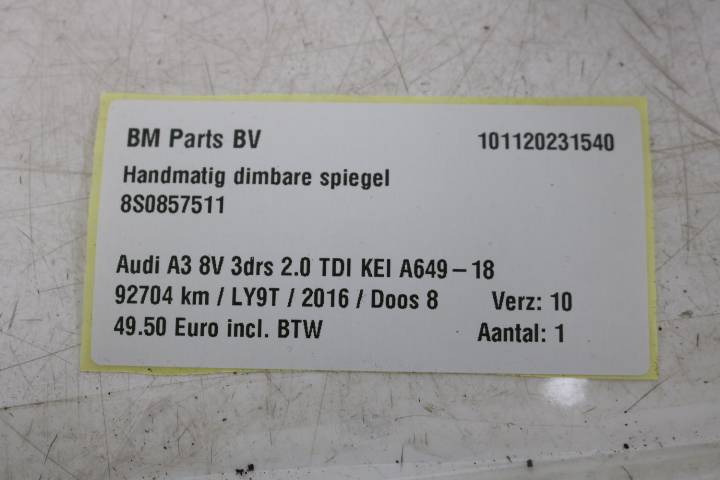 BM Parts BV 101120231540
Handmatig dimbare spiegel
8S0857511
Audi A3 8V 3drs 2.0 TDI KEI A649-18
92704 km / LY9T / 2016 / Doos 8 Verz: 10
49.50 Euro incl. BTW Aantal: 1